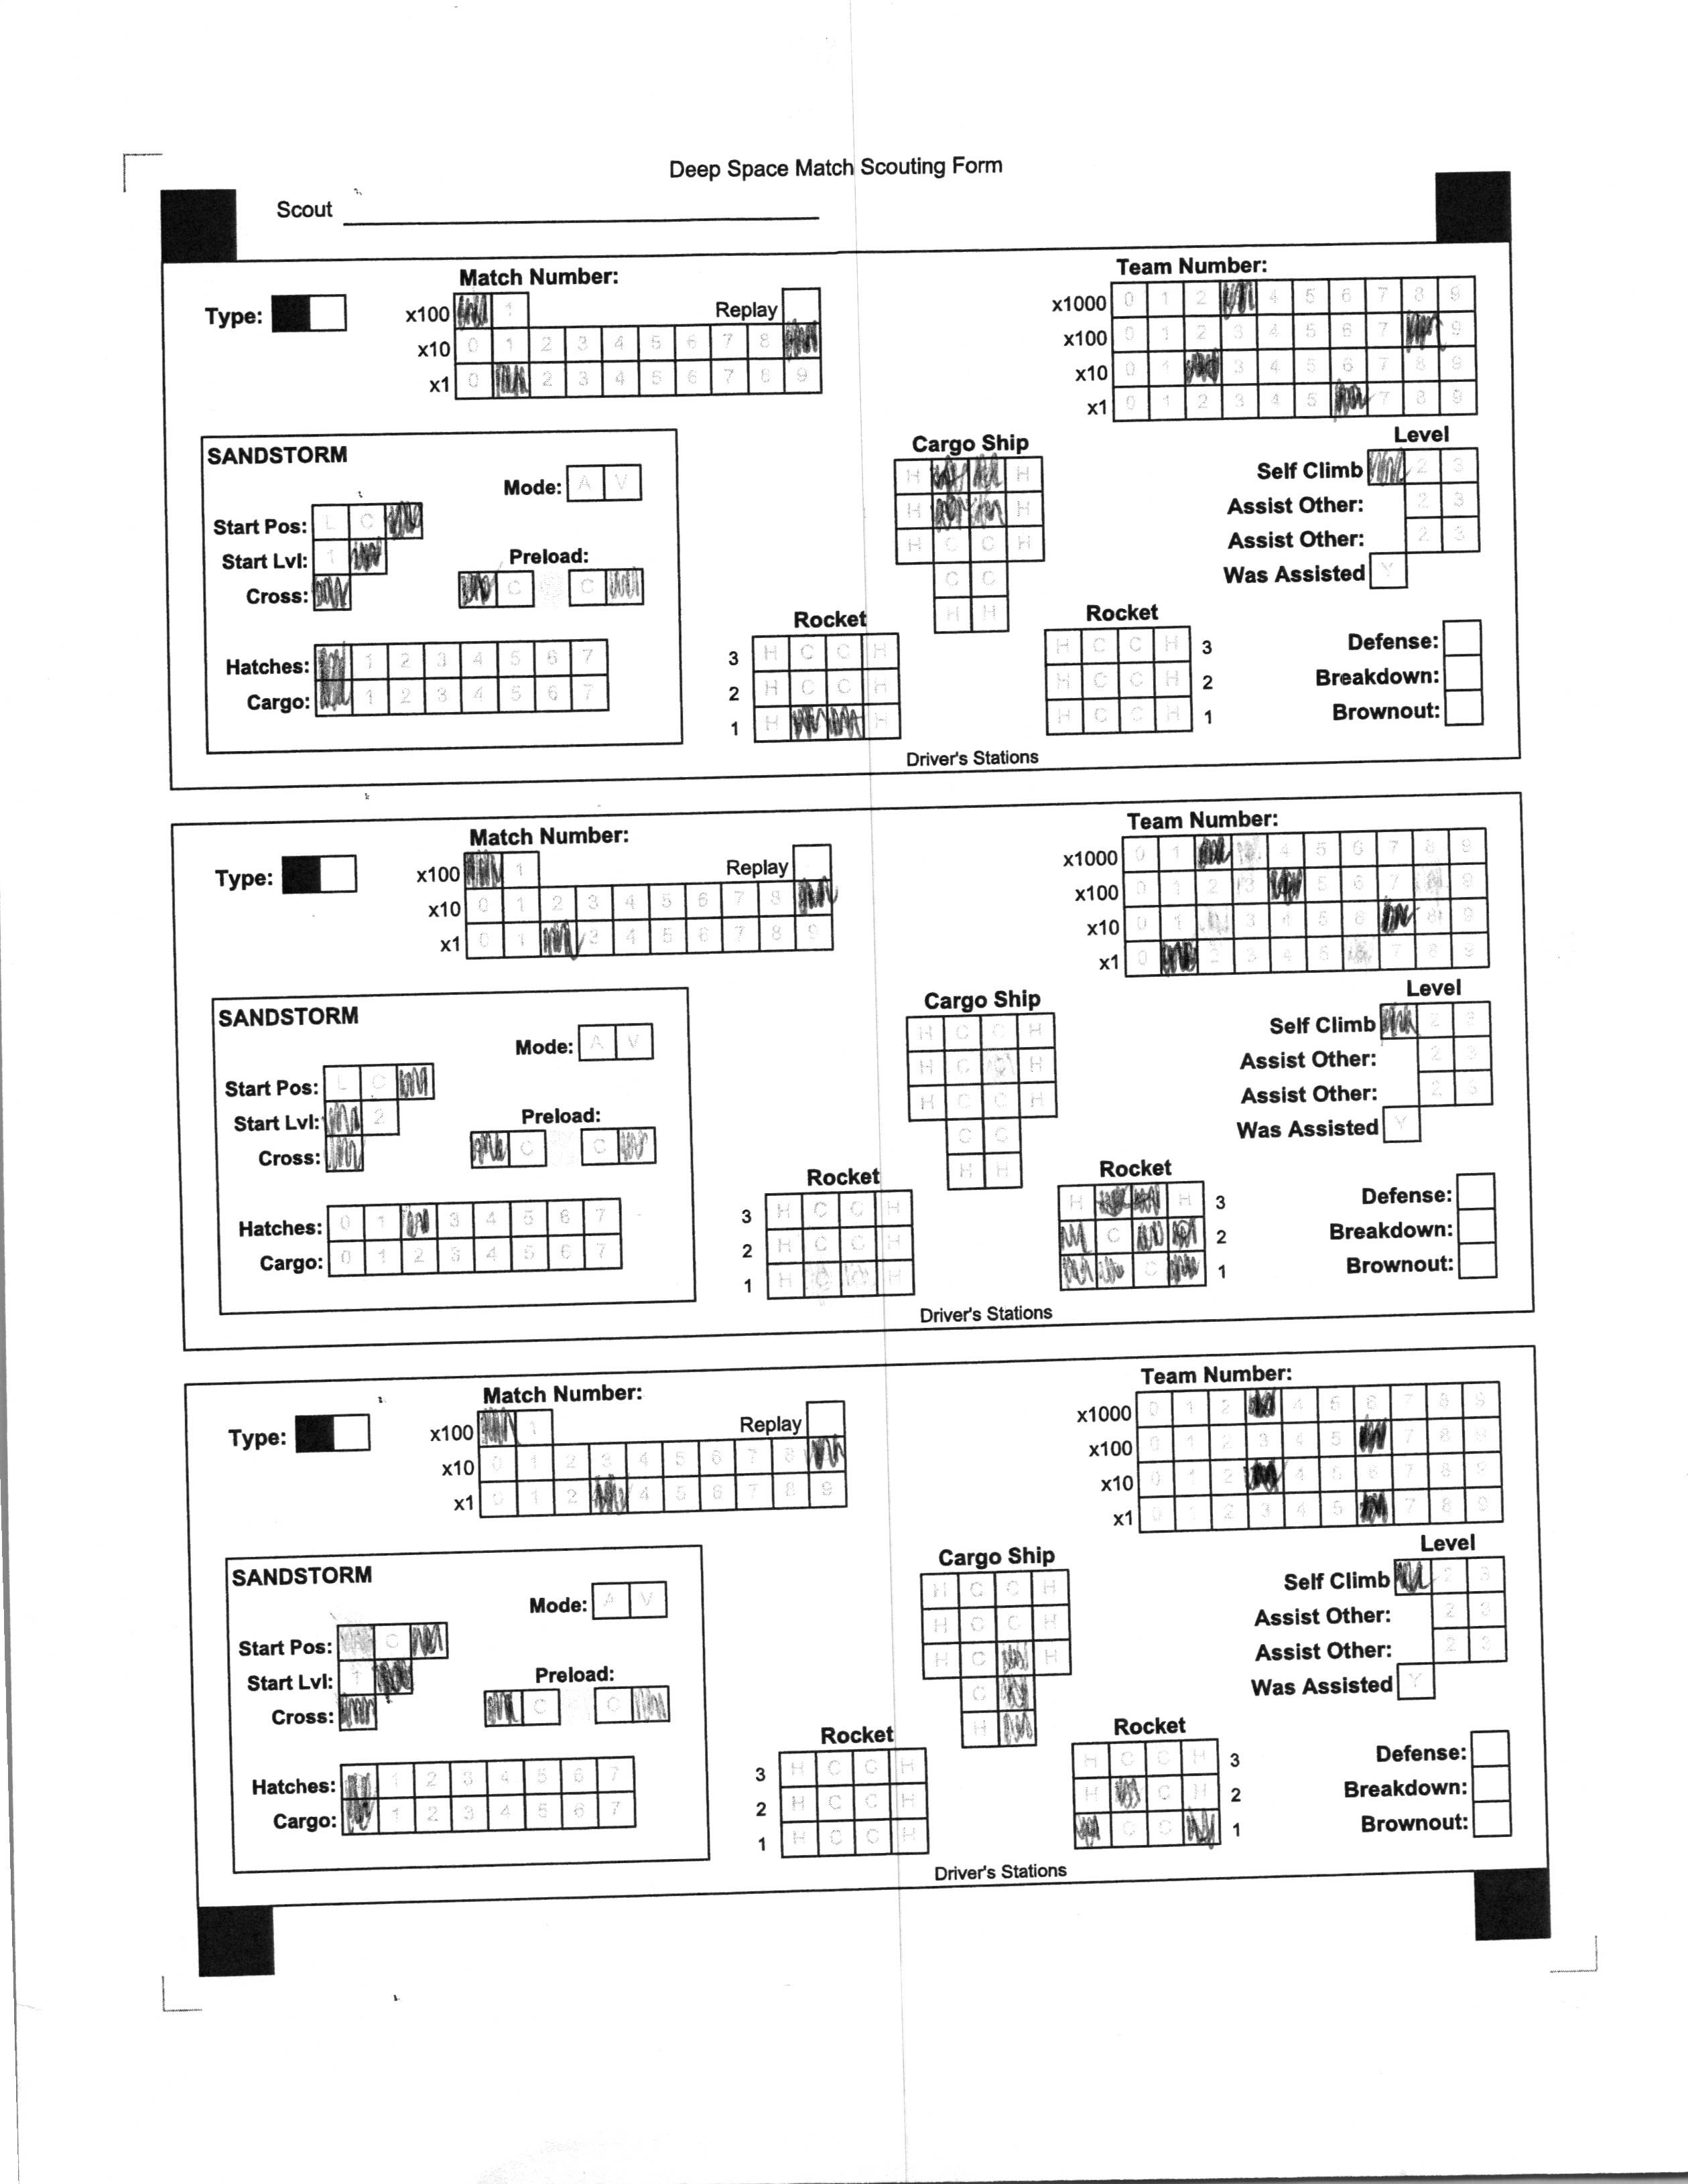 Deep Space Match Scouting Form
Scout
Match Number:
Team Number:
Type:
x100 1 Replay
x10 0 1 2 3 4 5 6 7 8
x1 0 2 3 4 5 6 7 8 9
x1000 0 1 2 4 5 6 7 8 9
x100 0 1 2 3 4 5 6 7 9
x10 0 1 3 4 5 6 7 8 9
x1 0 1 2 3 4 5 7 8 9
SANDSTORM
Mode: A V
Start Pos: L C
Start Lvl: 1
Cross:
Preload:
C C
Hatches: 1 2 3 4 5 6 7
Cargo: 1 2 3 4 5 6 7
Cargo Ship
H H
H H
H C C H
C C
H H
Rocket
3 H C C H
2 H C C H
1 H H
Rocket
H C C H 3
H C C H 2
H C C H 1
Driver's Stations
Level
Self Climb 2 3
Assist Other: 2 3
Assist Other: 2 3
Was Assisted Y
Defense:
Breakdown:
Brownout:
Match Number:
Team Number:
Type:
x100 1 Replay
x10 0 1 2 3 4 5 6 7 8
x1 0 1 3 4 5 6 7 8 9
x1000 0 1 4 5 6 7 8 9
x100 0 1 2 3 5 6 7 8 9
x10 0 1 3 4 5 6 8 9
x1 0 2 3 4 5 7 8 9
SANDSTORM
Mode: A V
Start Pos: L C
Start Lvl: 2
Cross:
Preload:
C C
Hatches: 0 1 3 4 5 6 7
Cargo: 0 1 2 3 4 5 6 7
Cargo Ship
H C C H
H C C H
H C C H
C C
H H
Rocket
3 H C C H
2 H C C H
1 H C H
Rocket
H H 3
C 2
C 1
Driver's Stations
Level
Self Climb 2 3
Assist Other: 2 3
Assist Other: 2 3
Was Assisted Y
Defense:
Breakdown:
Brownout:
Match Number:
Team Number:
Type:
x100 1 Replay
x10 0 1 2 3 4 5 6 7 8
x1 0 1 2 4 5 6 7 8 9
x1000 0 1 2 4 5 6 7 8 9
x100 0 1 2 3 4 5 7 8 9
x10 0 1 2 4 5 6 7 8 9
x1 0 1 2 3 4 5 7 8 9
SANDSTORM
Mode: A V
Start Pos: C
Start Lvl: 1
Cross:
Preload:
C C
Hatches: 1 2 3 4 5 6 7
Cargo: 1 2 3 4 5 6 7
Cargo Ship
H C C H
H C C H
H C H
C
H
Rocket
3 H C C H
2 H C C H
1 H C C H
Rocket
H C C H 3
H C H 2
C C 1
Driver's Stations
Level
Self Climb 2 3
Assist Other: 2 3
Assist Other: 2 3
Was Assisted Y
Defense:
Breakdown:
Brownout: